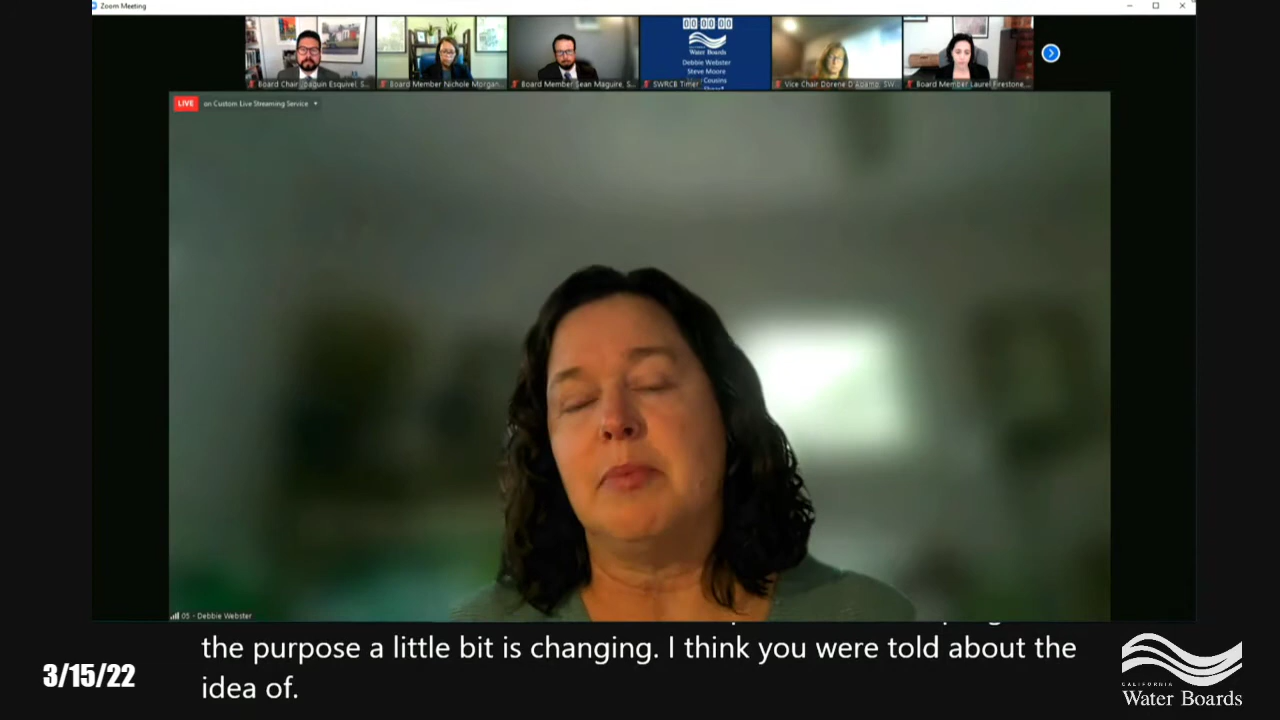 Zoom Meeting
Board Chair Joaquin Esquivel, S...
Board Member Nichole Morgan...
Board Member Sean Maguire, S...
00 00 00
CALIFORNIA
Water Boards
Debbie Webster
Steve Moore
Cousins
SWRCB Timer
Vice Chair Dorene D'Adamo, SW...
Board Member Laurel Firestone...
LIVE on Custom Live Streaming Service
05 - Debbie Webster
the purpose a little bit is changing. I think you were told about the
idea of.
3/15/22
CALIFORNIA
Water Boards